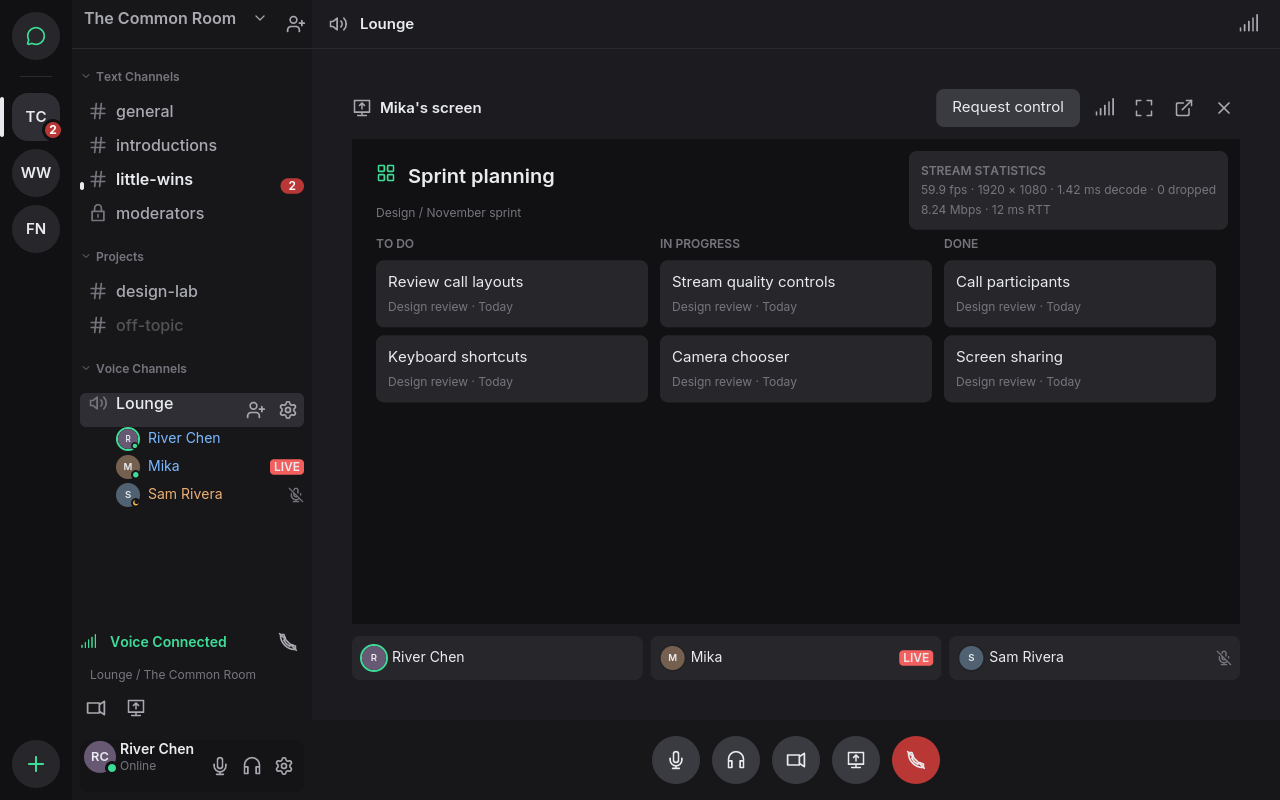 The Common Room
TC
2
WW
FN
Text Channels
general
introductions
little-wins
2
moderators
Projects
design-lab
off-topic
Voice Channels
Lounge
R
River Chen
M
Mika
LIVE
S
Sam Rivera
Voice Connected
Lounge / The Common Room
RC
River Chen
Online
Lounge
Mika's screen
Request control
Sprint planning
Design / November sprint
STREAM STATISTICS
59.9 fps · 1920 × 1080 · 1.42 ms decode · 0 dropped
8.24 Mbps · 12 ms RTT
TO DO
Review call layouts
Design review · Today
Keyboard shortcuts
Design review · Today
IN PROGRESS
Stream quality controls
Design review · Today
Camera chooser
Design review · Today
DONE
Call participants
Design review · Today
Screen sharing
Design review · Today
R
River Chen
M
Mika
LIVE
S
Sam Rivera